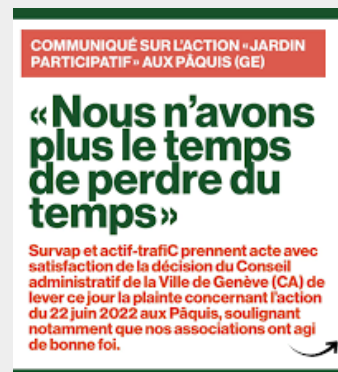 COMMUNIQUÉ SUR L'ACTION «JARDIN
PARTICIPATIF» AUX PÂQUIS (GE)
«Nous n'avons
plus le temps
de perdre du
temps»
Survap et actif-trafiC prennent acte avec
satisfaction de la décision du Conseil
administratif de la Ville de Genève (CA) de
lever ce jour la plainte concernant l'action
du 22 juin 2022 aux Pâquis, soulignant
notamment que nos associations ont agi
de bonne foi.